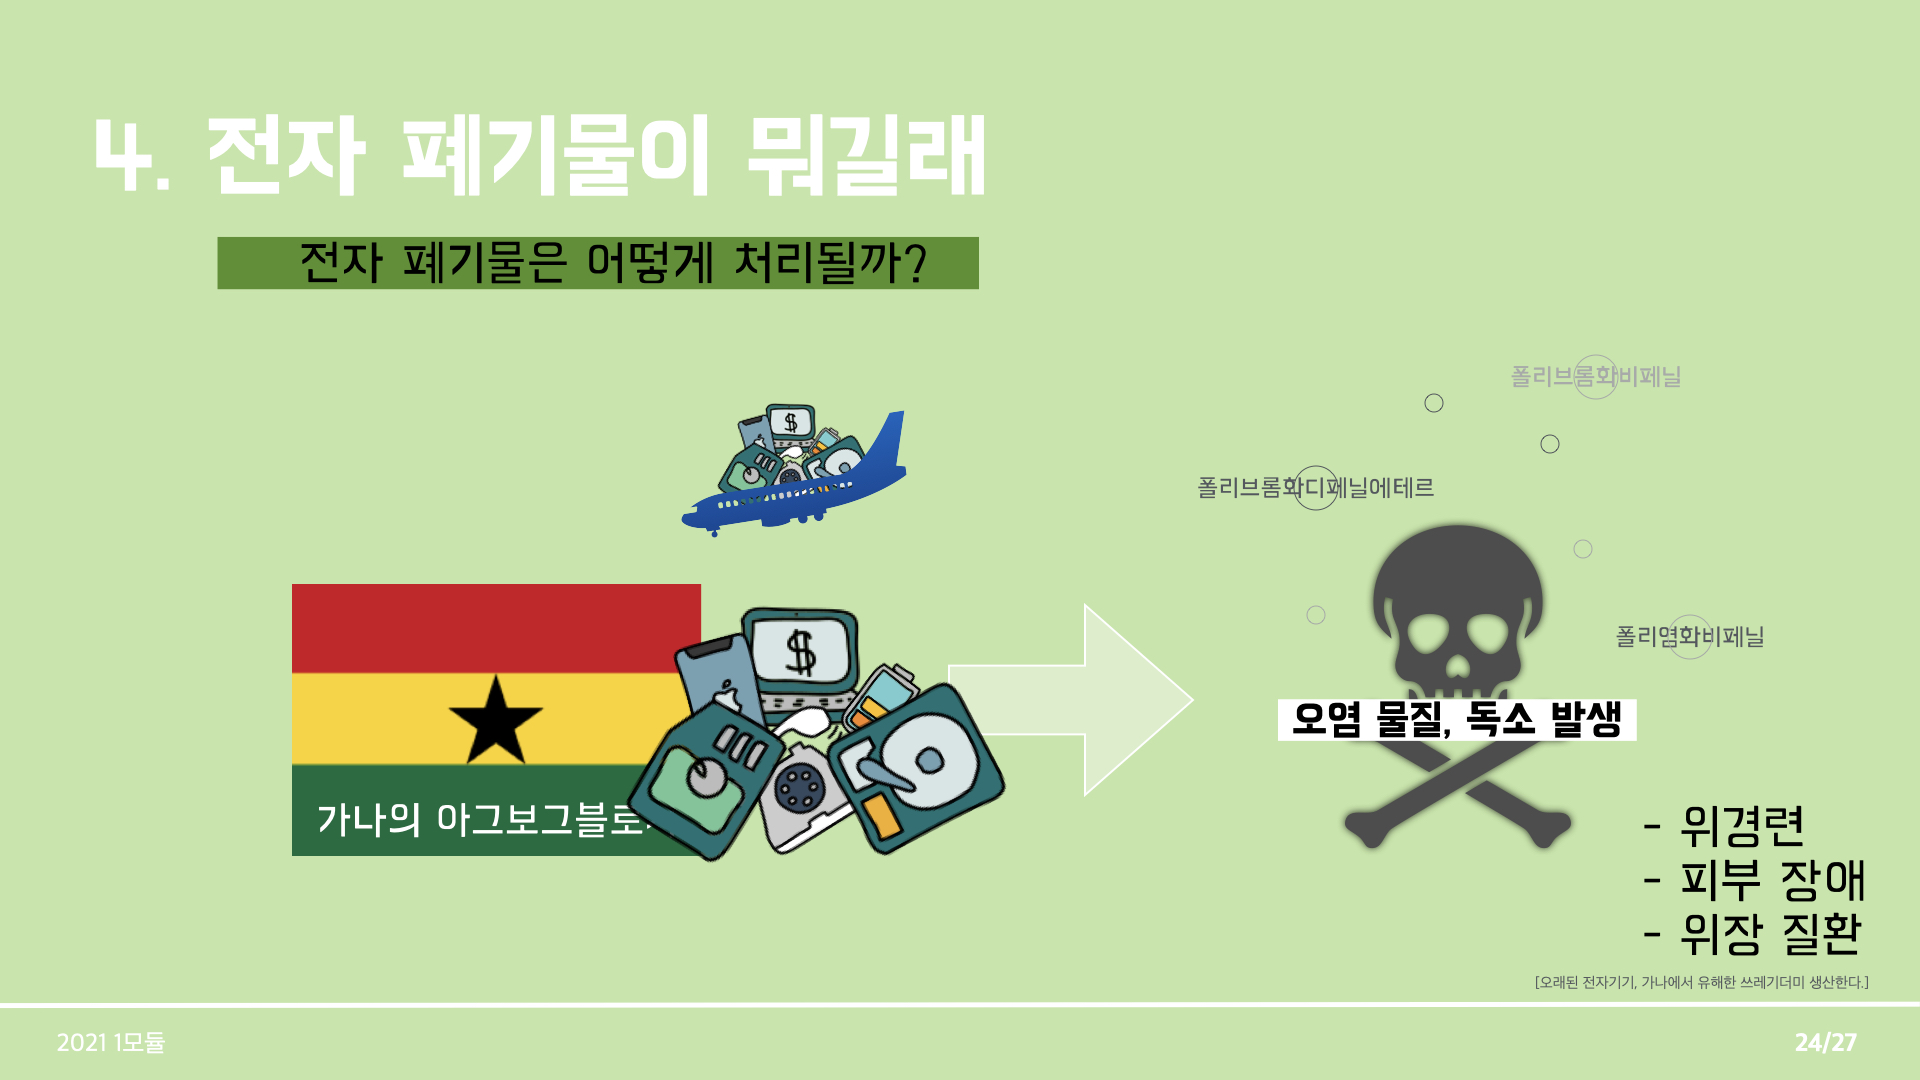 4. 전자 폐기물이 뭐길래
전자 폐기물은 어떻게 처리될까?
폴리브롬화비페닐
폴리브롬화디페닐에테르
폴리염화비페닐
$
$
오염 물질, 독소 발생
가나의 아그보그블로
- 위경련
- 피부 장애
- 위장 질환
[오래된 전자기기, 가나에서 유해한 쓰레기더미 생산한다.]
2021 1모듈
24/27